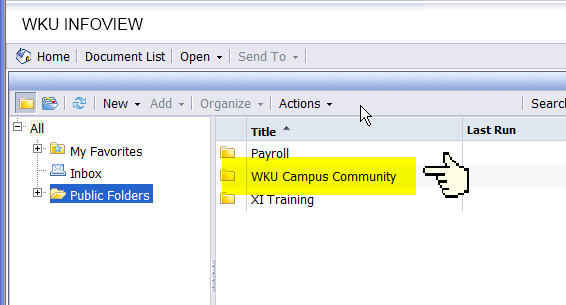 WKU INFOVIEW
Home Document List Open Send To
New Add Organize Actions Search
All
My Favorites
Inbox
Public Folders
Title Last Run
Payroll
WKU Campus Community
XI Training